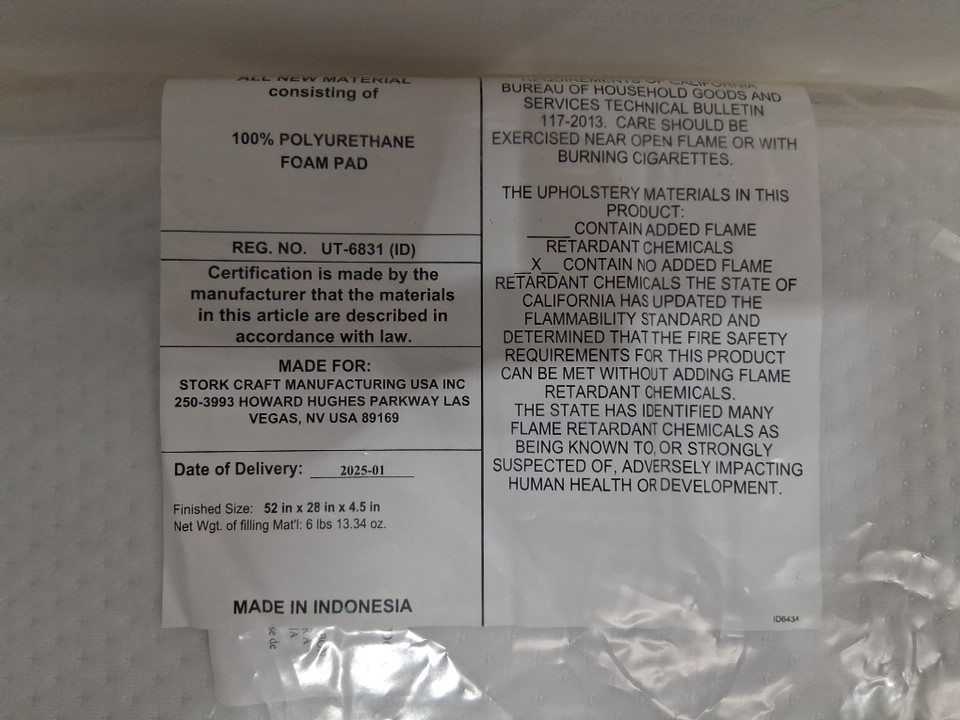 ALL NEW MATERIAL
consisting of
100% POLYURETHANE
FOAM PAD
REG. NO. UT-6831 (ID)
Certification is made by the
manufacturer that the materials
in this article are described in
accordance with law.
MADE FOR:
STORK CRAFT MANUFACTURING USA INC
250-3993 HOWARD HUGHES PARKWAY LAS
VEGAS, NV USA 89169
Date of Delivery: 2025-01
Finished Size: 52 in x 28 in x 4.5 in
Net Wgt. of filling Mat'l: 6 lbs 13.34 oz.
MADE IN INDONESIA
REQUIREMENTS OF CALIFORNIA
BUREAU OF HOUSEHOLD GOODS AND
SERVICES TECHNICAL BULLETIN
117-2013. CARE SHOULD BE
EXERCISED NEAR OPEN FLAME OR WITH
BURNING CIGARETTES.
THE UPHOLSTERY MATERIALS IN THIS
PRODUCT:
_____ CONTAIN ADDED FLAME
RETARDANT CHEMICALS
__X__ CONTAIN NO ADDED FLAME
RETARDANT CHEMICALS THE STATE OF
CALIFORNIA HAS UPDATED THE
FLAMMABILITY STANDARD AND
DETERMINED THAT THE FIRE SAFETY
REQUIREMENTS FOR THIS PRODUCT
CAN BE MET WITHOUT ADDING FLAME
RETARDANT CHEMICALS.
THE STATE HAS IDENTIFIED MANY
FLAME RETARDANT CHEMICALS AS
BEING KNOWN TO, OR STRONGLY
SUSPECTED OF, ADVERSELY IMPACTING
HUMAN HEALTH OR DEVELOPMENT.
ID643A